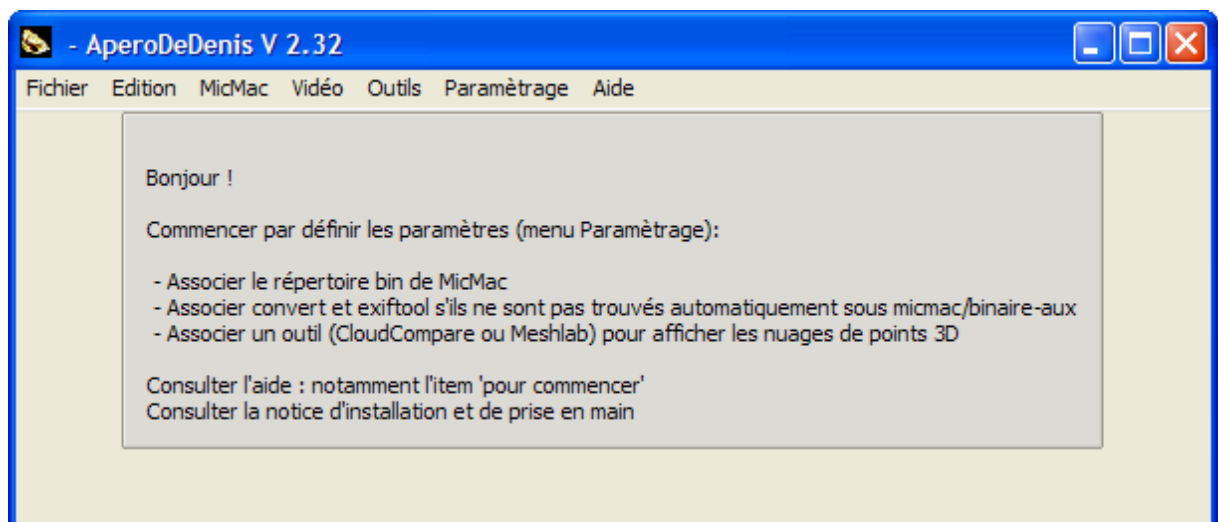 - AperoDeDenis V 2.32
Fichier Edition MicMac Vidéo Outils Paramètrage Aide
Bonjour !
Commencer par définir les paramètres (menu Paramètrage):
- Associer le répertoire bin de MicMac
- Associer convert et exiftool s'ils ne sont pas trouvés automatiquement sous micmac/binaire-aux
- Associer un outil (CloudCompare ou Meshlab) pour afficher les nuages de points 3D
Consulter l'aide : notamment l'item 'pour commencer'
Consulter la notice d'installation et de prise en main